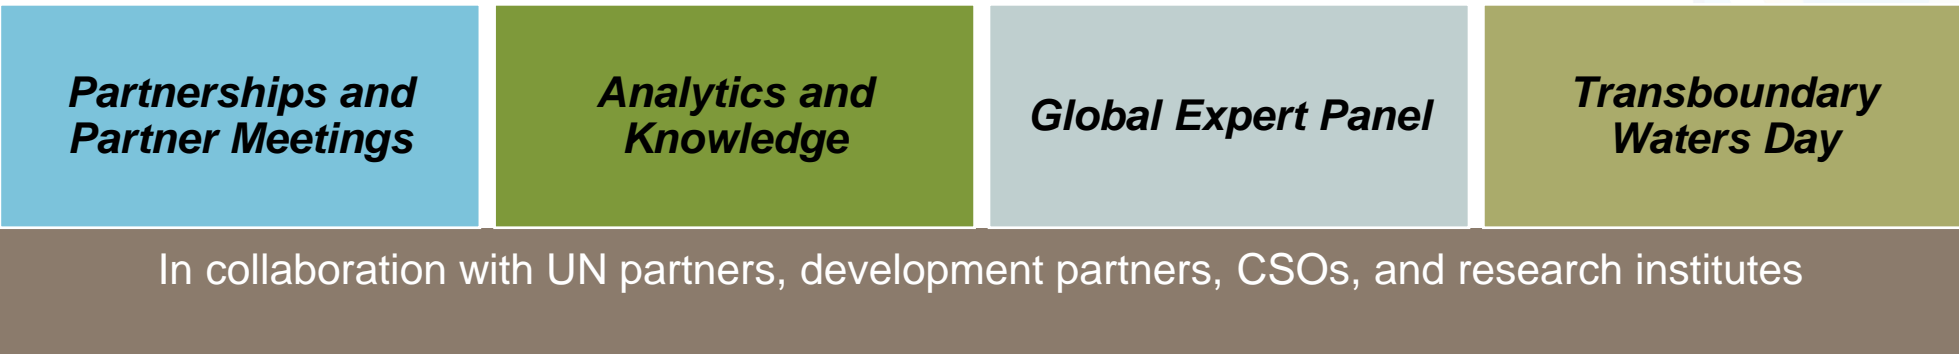 Partnerships and
Partner Meetings
Analytics and
Knowledge
Global Expert Panel
Transboundary
Waters Day
In collaboration with UN partners, development partners, CSOs, and research institutes